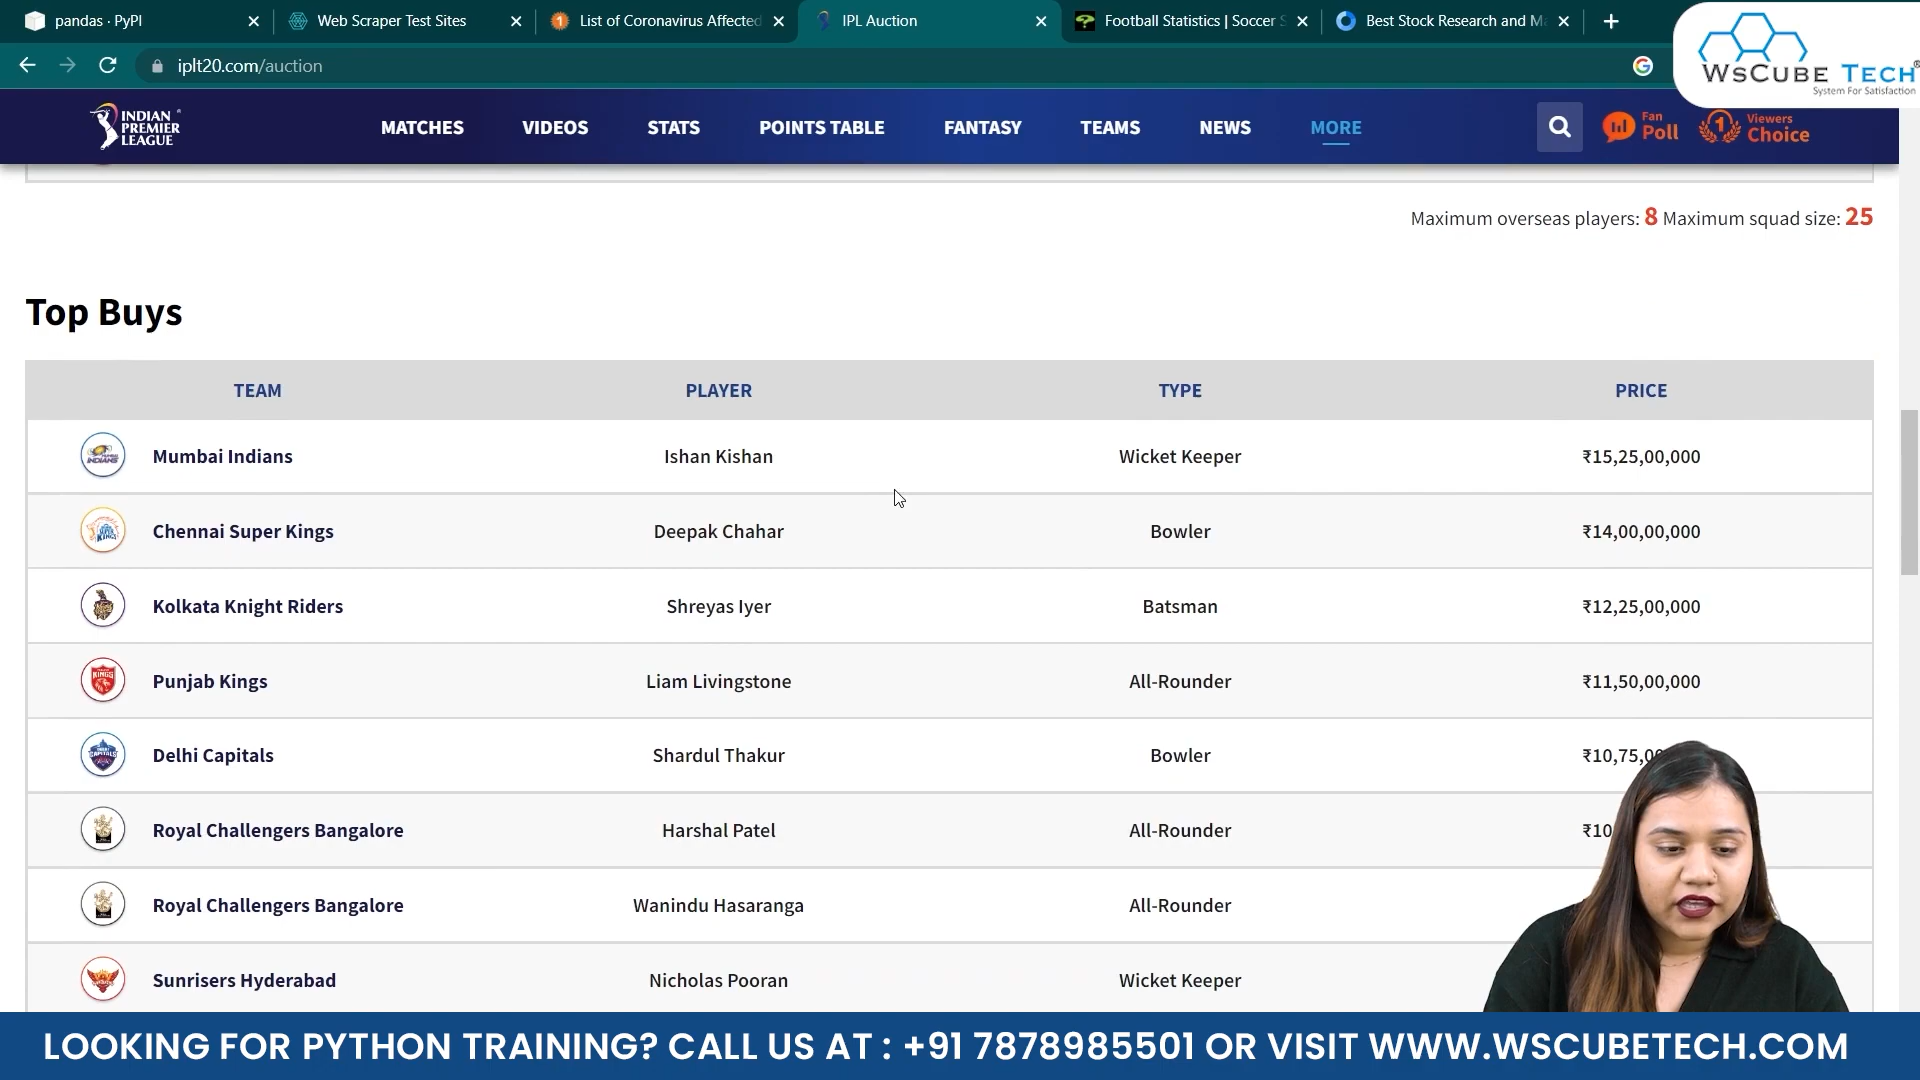 pandas · PyPI
Web Scraper Test Sites
List of Coronavirus Affected
IPL Auction
Football Statistics | Soccer S
Best Stock Research and Ma
iplt20.com/auction
WsCube Tech®
System For Satisfaction
INDIAN PREMIER LEAGUE
MATCHES VIDEOS STATS POINTS TABLE FANTASY TEAMS NEWS MORE
Fan Poll
Viewers Choice
Maximum overseas players: 8 Maximum squad size: 25
Top Buys
TEAM PLAYER TYPE PRICE
Mumbai Indians Ishan Kishan Wicket Keeper ₹15,25,00,000
Chennai Super Kings Deepak Chahar Bowler ₹14,00,00,000
Kolkata Knight Riders Shreyas Iyer Batsman ₹12,25,00,000
Punjab Kings Liam Livingstone All-Rounder ₹11,50,00,000
Delhi Capitals Shardul Thakur Bowler ₹10,75,0
Royal Challengers Bangalore Harshal Patel All-Rounder ₹10
Royal Challengers Bangalore Wanindu Hasaranga All-Rounder
Sunrisers Hyderabad Nicholas Pooran Wicket Keeper
LOOKING FOR PYTHON TRAINING? CALL US AT : +91 7878985501 OR VISIT WWW.WSCUBETECH.COM